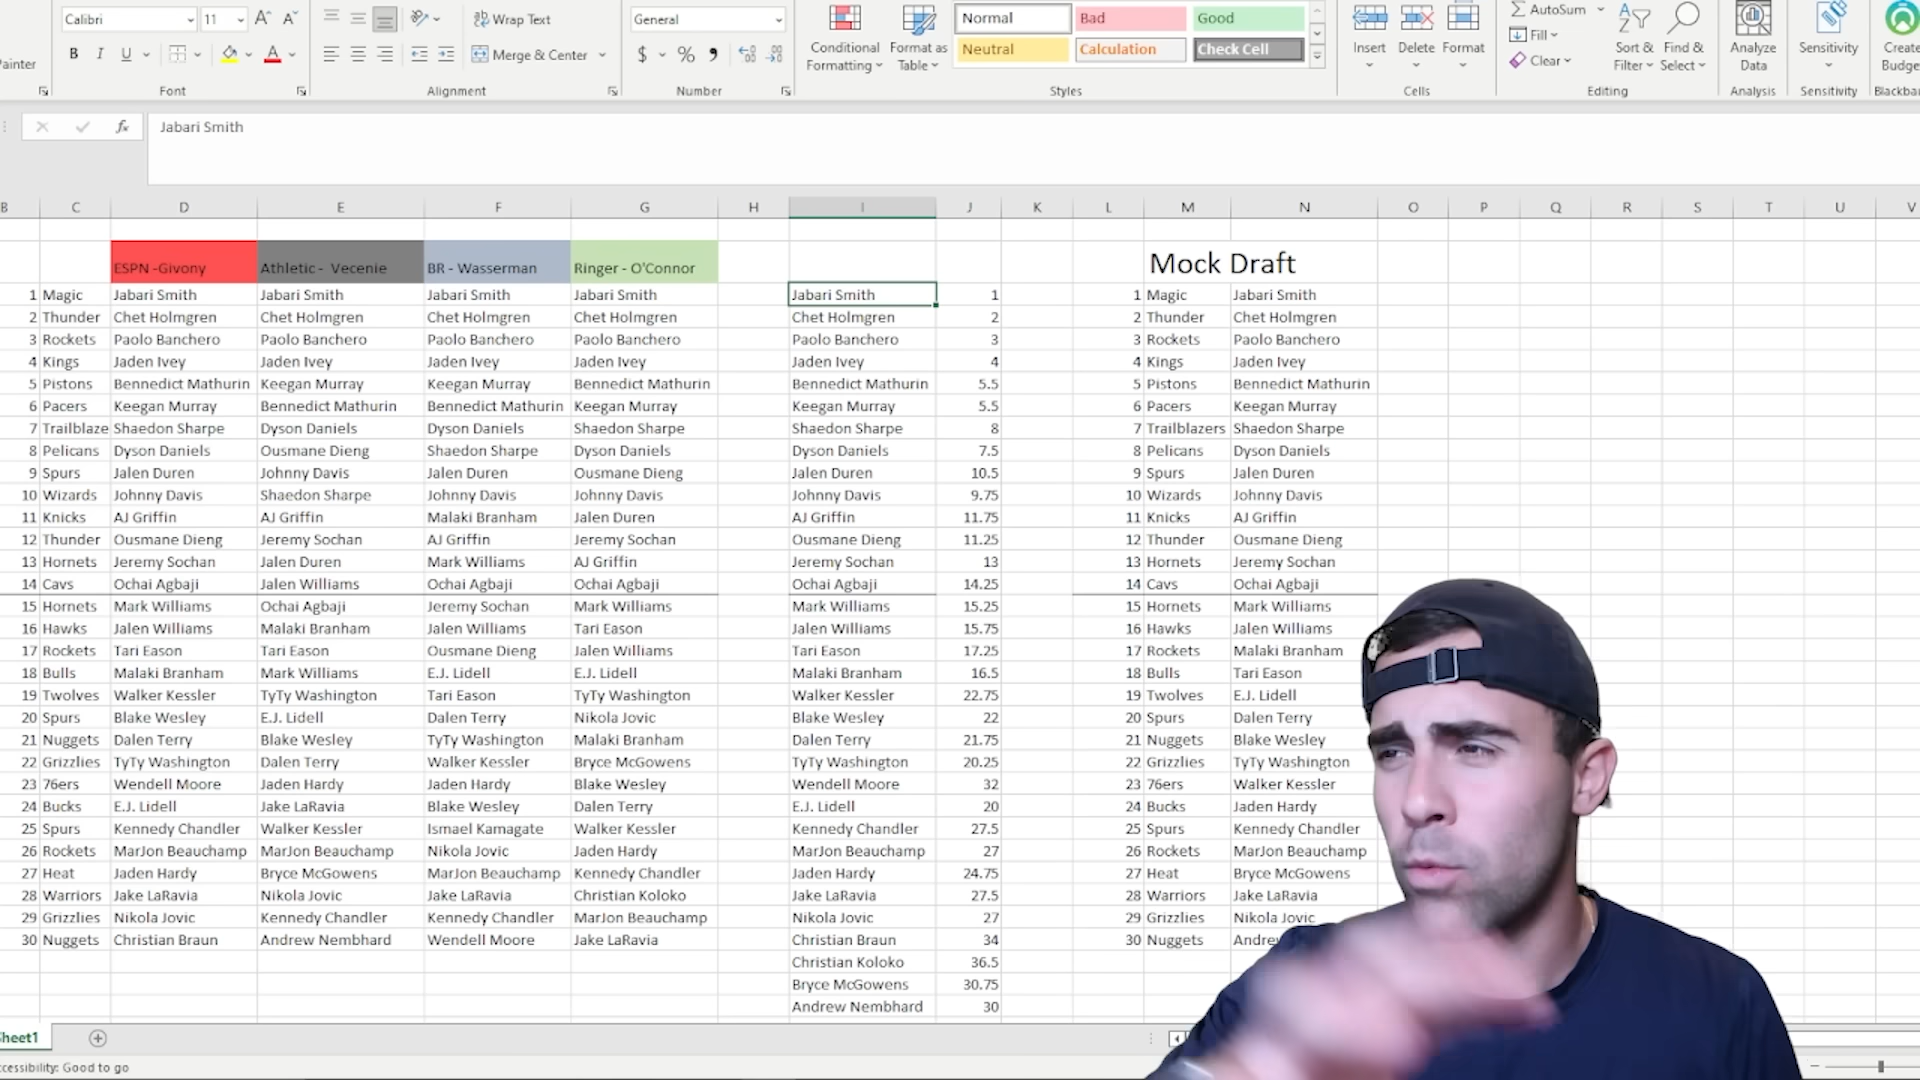 Calibri 11 Wrap Text General Normal Bad Good AutoSum
Conditional Formatting Format as Table Insert Delete Format Fill Sort & Filter Find & Select Analyze Data Sensitivity
B I U Merge & Center $ % Neutral Calculation Check Cell Clear
Font Alignment Number Styles Cells Editing Analysis Sensitivity
fx Jabari Smith
B C D E F G H I J K L M N O P Q R S T U V
ESPN -Givony Athletic - Vecenie BR - Wasserman Ringer - O'Connor Mock Draft
1 Magic Jabari Smith Jabari Smith Jabari Smith Jabari Smith Jabari Smith 1 1 Magic Jabari Smith
2 Thunder Chet Holmgren Chet Holmgren Chet Holmgren Chet Holmgren Chet Holmgren 2 2 Thunder Chet Holmgren
3 Rockets Paolo Banchero Paolo Banchero Paolo Banchero Paolo Banchero Paolo Banchero 3 3 Rockets Paolo Banchero
4 Kings Jaden Ivey Jaden Ivey Jaden Ivey Jaden Ivey Jaden Ivey 4 4 Kings Jaden Ivey
5 Pistons Bennedict Mathurin Keegan Murray Keegan Murray Bennedict Mathurin Bennedict Mathurin 5.5 5 Pistons Bennedict Mathurin
6 Pacers Keegan Murray Bennedict Mathurin Bennedict Mathurin Keegan Murray Keegan Murray 5.5 6 Pacers Keegan Murray
7 Trailblaze Shaedon Sharpe Dyson Daniels Dyson Daniels Shaedon Sharpe Shaedon Sharpe 8 7 Trailblazers Shaedon Sharpe
8 Pelicans Dyson Daniels Ousmane Dieng Shaedon Sharpe Dyson Daniels Dyson Daniels 7.5 8 Pelicans Dyson Daniels
9 Spurs Jalen Duren Johnny Davis Jalen Duren Ousmane Dieng Jalen Duren 10.5 9 Spurs Jalen Duren
10 Wizards Johnny Davis Shaedon Sharpe Johnny Davis Johnny Davis Johnny Davis 9.75 10 Wizards Johnny Davis
11 Knicks AJ Griffin AJ Griffin Malaki Branham Jalen Duren AJ Griffin 11.75 11 Knicks AJ Griffin
12 Thunder Ousmane Dieng Jeremy Sochan AJ Griffin Jeremy Sochan Ousmane Dieng 11.25 12 Thunder Ousmane Dieng
13 Hornets Jeremy Sochan Jalen Duren Mark Williams AJ Griffin Jeremy Sochan 13 13 Hornets Jeremy Sochan
14 Cavs Ochai Agbaji Jalen Williams Ochai Agbaji Ochai Agbaji Ochai Agbaji 14.25 14 Cavs Ochai Agbaji
15 Hornets Mark Williams Ochai Agbaji Jeremy Sochan Mark Williams Mark Williams 15.25 15 Hornets Mark Williams
16 Hawks Jalen Williams Malaki Branham Jalen Williams Tari Eason Jalen Williams 15.75 16 Hawks Jalen Williams
17 Rockets Tari Eason Tari Eason Ousmane Dieng Jalen Williams Tari Eason 17.25 17 Rockets Malaki Branham
18 Bulls Malaki Branham Mark Williams E.J. Lidell E.J. Lidell Malaki Branham 16.5 18 Bulls Tari Eason
19 Twolves Walker Kessler TyTy Washington Tari Eason TyTy Washington Walker Kessler 22.75 19 Twolves E.J. Lidell
20 Spurs Blake Wesley E.J. Lidell Dalen Terry Nikola Jovic Blake Wesley 22 20 Spurs Dalen Terry
21 Nuggets Dalen Terry Blake Wesley TyTy Washington Malaki Branham Dalen Terry 21.75 21 Nuggets Blake Wesley
22 Grizzlies TyTy Washington Dalen Terry Walker Kessler Bryce McGowens TyTy Washington 20.25 22 Grizzlies TyTy Washington
23 76ers Wendell Moore Jaden Hardy Jaden Hardy Blake Wesley Wendell Moore 32 23 76ers Walker Kessler
24 Bucks E.J. Lidell Jake LaRavia Blake Wesley Dalen Terry E.J. Lidell 20 24 Bucks Jaden Hardy
25 Spurs Kennedy Chandler Walker Kessler Ismael Kamagate Walker Kessler Kennedy Chandler 27.5 25 Spurs Kennedy Chandler
26 Rockets MarJon Beauchamp MarJon Beauchamp Nikola Jovic Jaden Hardy MarJon Beauchamp 27 26 Rockets MarJon Beauchamp
27 Heat Jaden Hardy Bryce McGowens MarJon Beauchamp Kennedy Chandler Jaden Hardy 24.75 27 Heat Bryce McGowens
28 Warriors Jake LaRavia Nikola Jovic Jake LaRavia Christian Koloko Jake LaRavia 27.5 28 Warriors Jake LaRavia
29 Grizzlies Nikola Jovic Kennedy Chandler Kennedy Chandler MarJon Beauchamp Nikola Jovic 27 29 Grizzlies Nikola Jovic
30 Nuggets Christian Braun Andrew Nembhard Wendell Moore Jake LaRavia Christian Braun 34 30 Nuggets
Christian Koloko 36.5
Bryce McGowens 30.75
Andrew Nembhard 30
Sheet1
ccessibility: Good to go